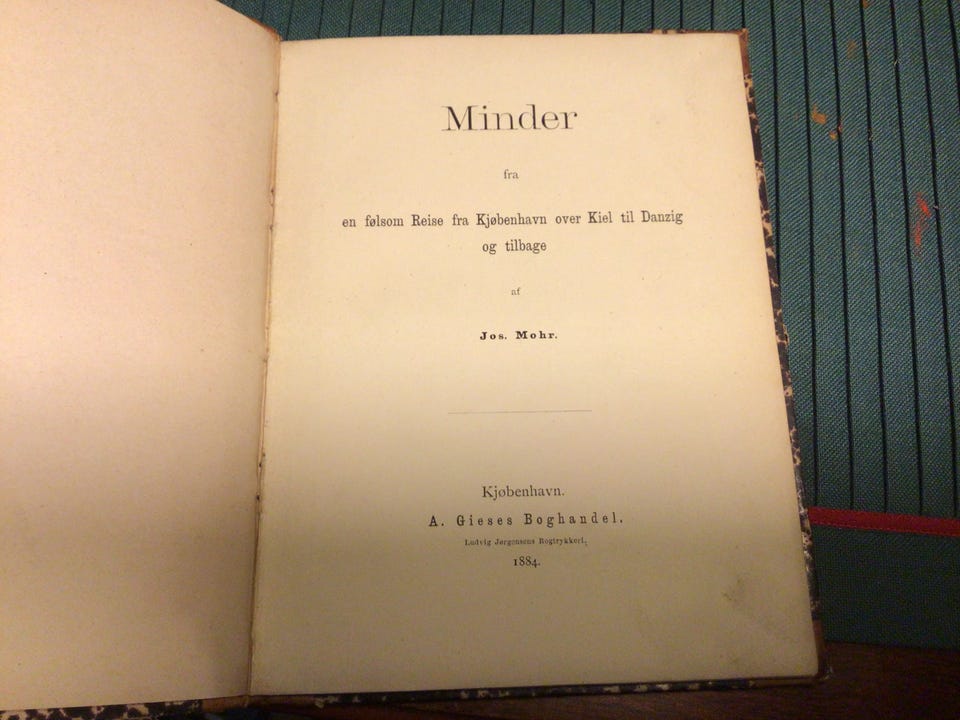 Minder
fra
en følsom Reise fra Kjøbenhavn over Kiel til Danzig
og tilbage
af
Jos. Mohr.
Kjøbenhavn.
A. Gieses Boghandel.
Ludvig Jørgensens Bogtrykkeri.
1884.